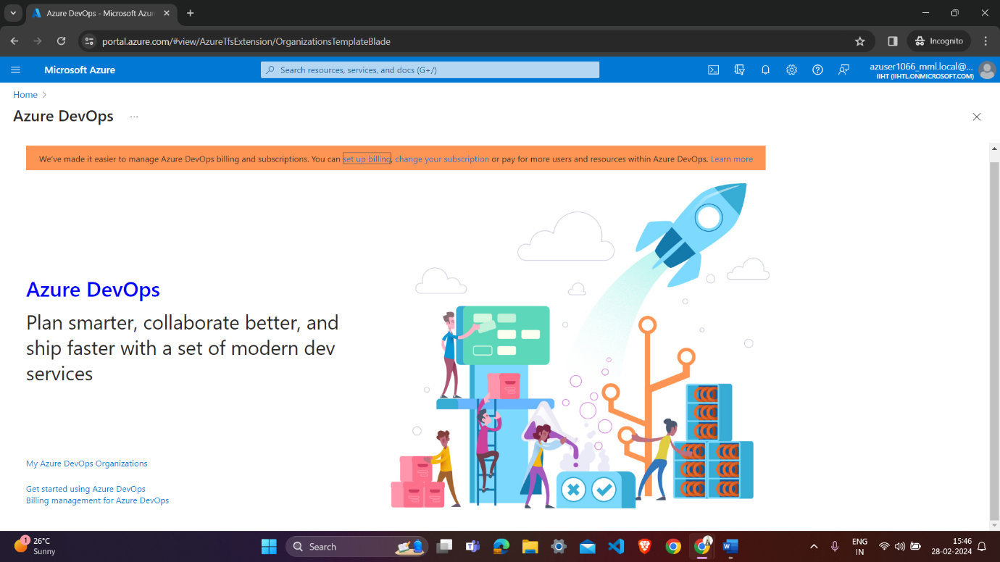 Azure DevOps - Microsoft Azur
portal.azure.com/#view/AzureTfsExtension/OrganizationsTemplateBlade
Incognito
Microsoft Azure
Search resources, services, and docs (G+/)
azuser1066_mml.local@...
IIHT (IIHTLONMICROSOFT.COM)
Home
Azure DevOps
...
We've made it easier to manage Azure DevOps billing and subscriptions. You can set up billing, change your subscription or pay for more users and resources within Azure DevOps. Learn more
Azure DevOps
Plan smarter, collaborate better, and
ship faster with a set of modern dev
services
My Azure DevOps Organizations
Get started using Azure DevOps
Billing management for Azure DevOps
1
26°C
Sunny
Search
ENG
IN
15:46
28-02-2024